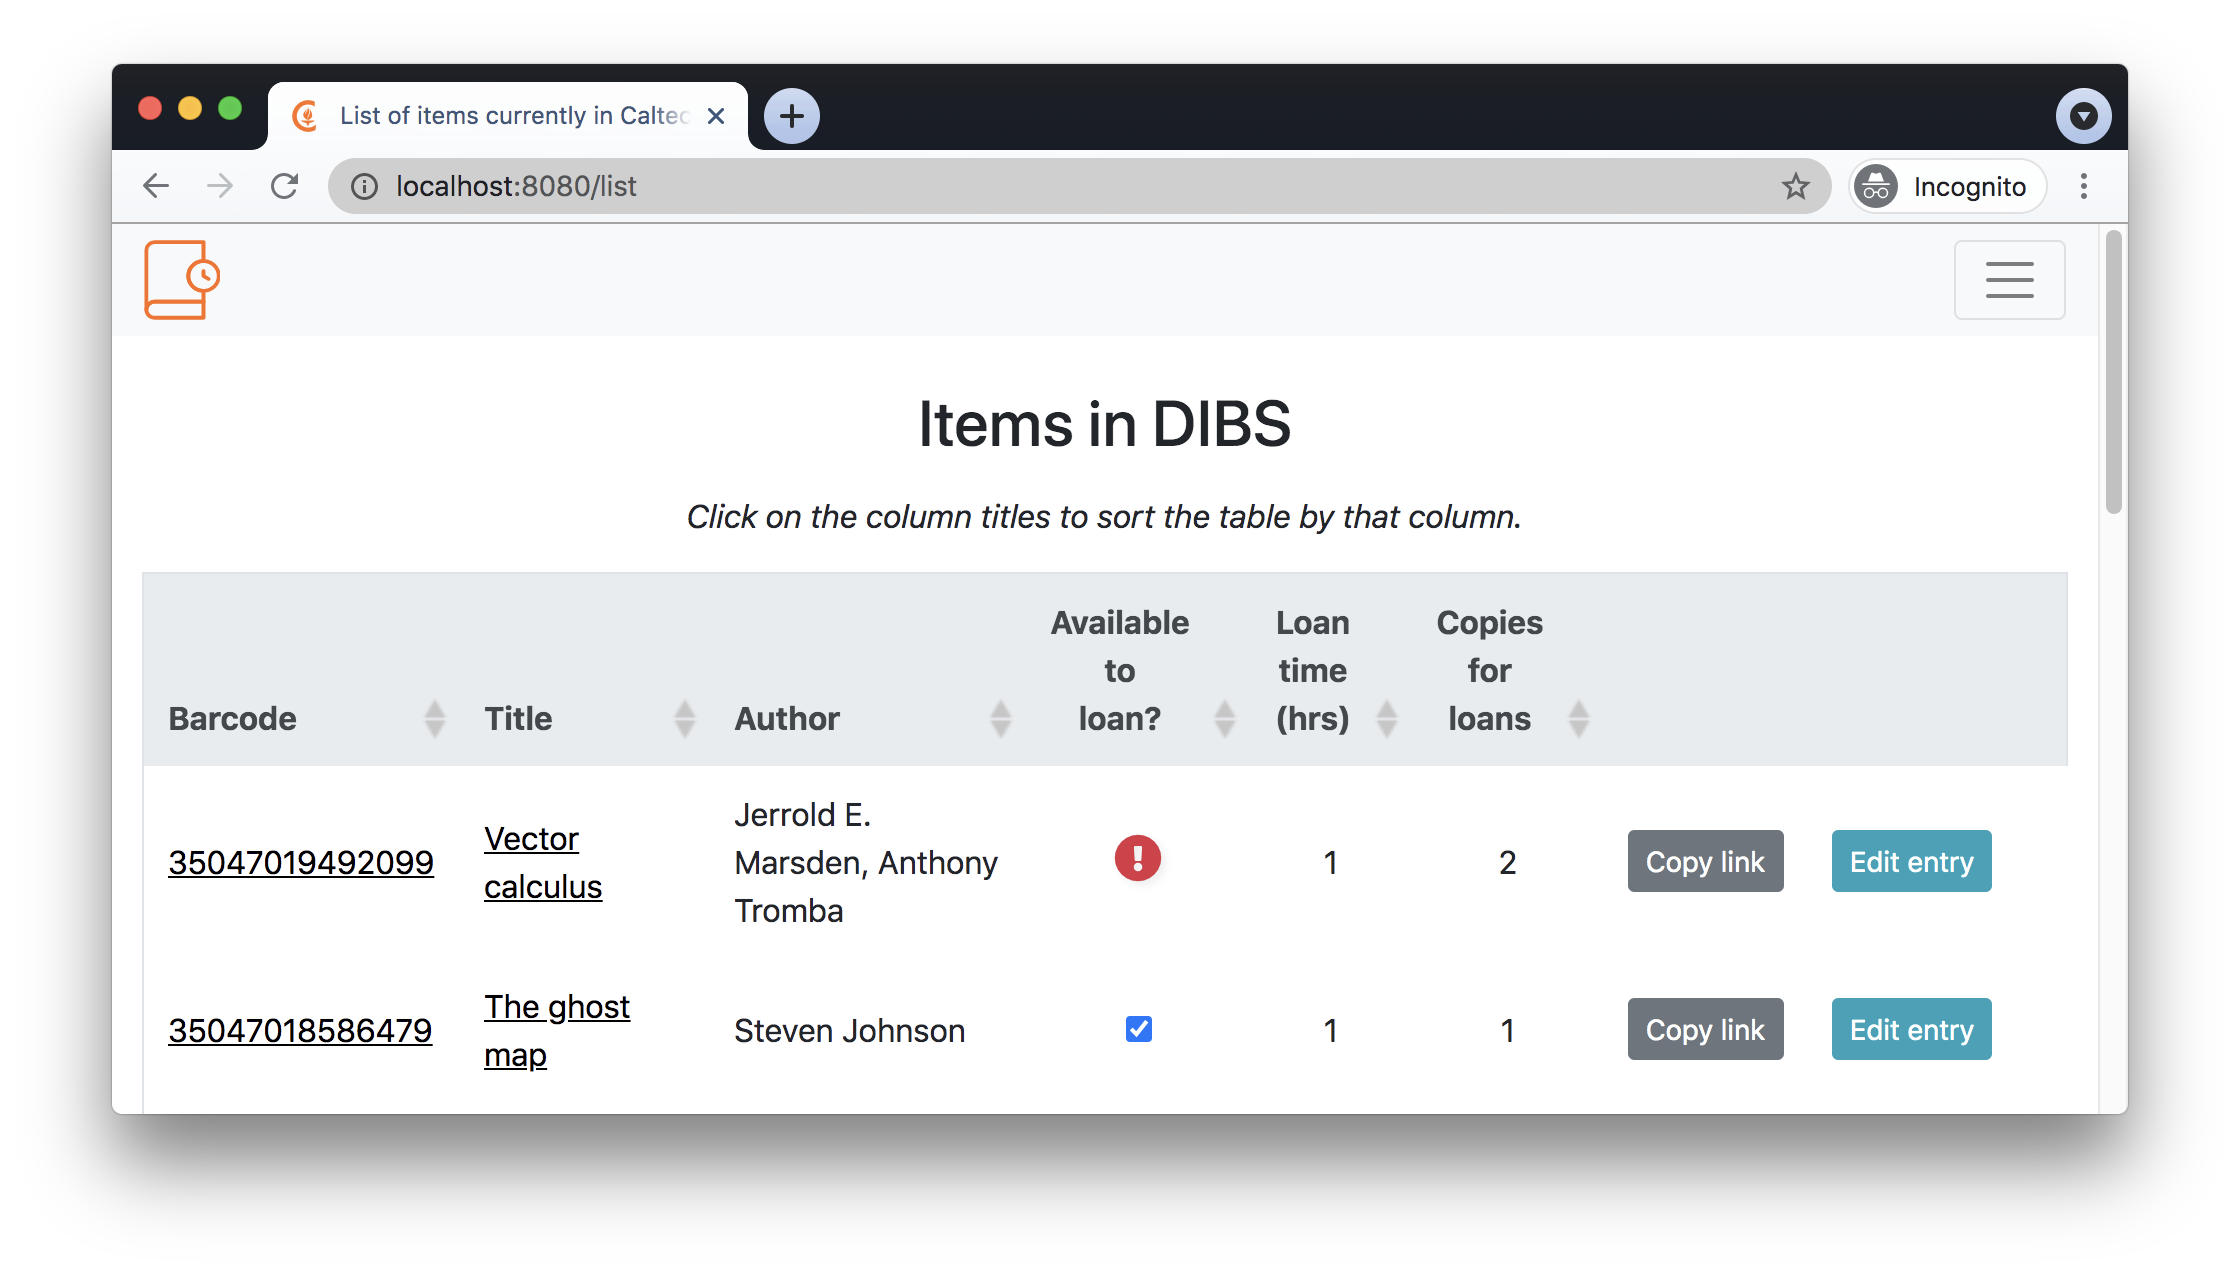 List of items currently in Caltec
localhost:8080/list
Incognito
Items in DIBS
Click on the column titles to sort the table by that column.
Barcode
Title
Author
Available
to
loan?
Loan
time
(hrs)
Copies
for
loans
35047019492099
Vector
calculus
Jerrold E.
Marsden, Anthony
Tromba
1
2
Copy link
Edit entry
35047018586479
The ghost
map
Steven Johnson
1
1
Copy link
Edit entry